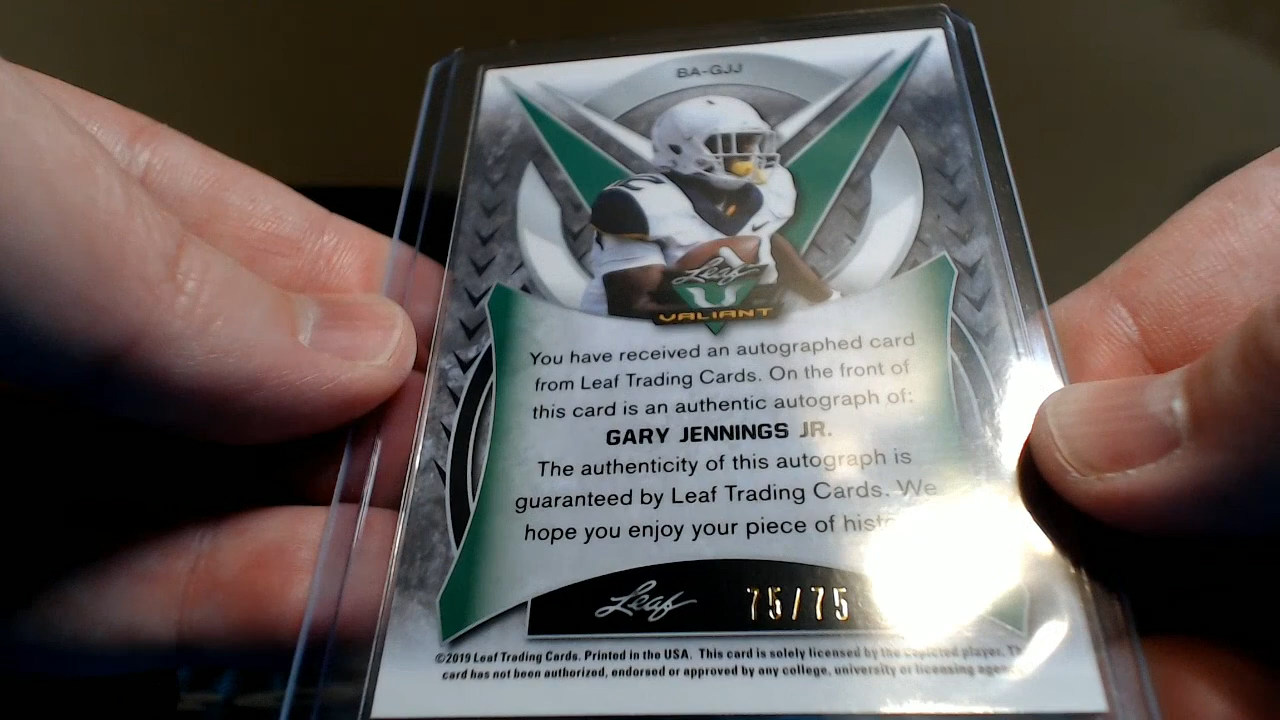 BA-GJJ
Leaf
VALIANT
You have received an autographed card
from Leaf Trading Cards. On the front of
this card is an authentic autograph of:
GARY JENNINGS JR.
The authenticity of this autograph is
guaranteed by Leaf Trading Cards. We
hope you enjoy your piece of
Leaf 75/75
©2019 Leaf Trading Cards. Printed in the USA. This card is solely licensed by the depicted player.
card has not been authorized, endorsed or approved by any college, university or licensing